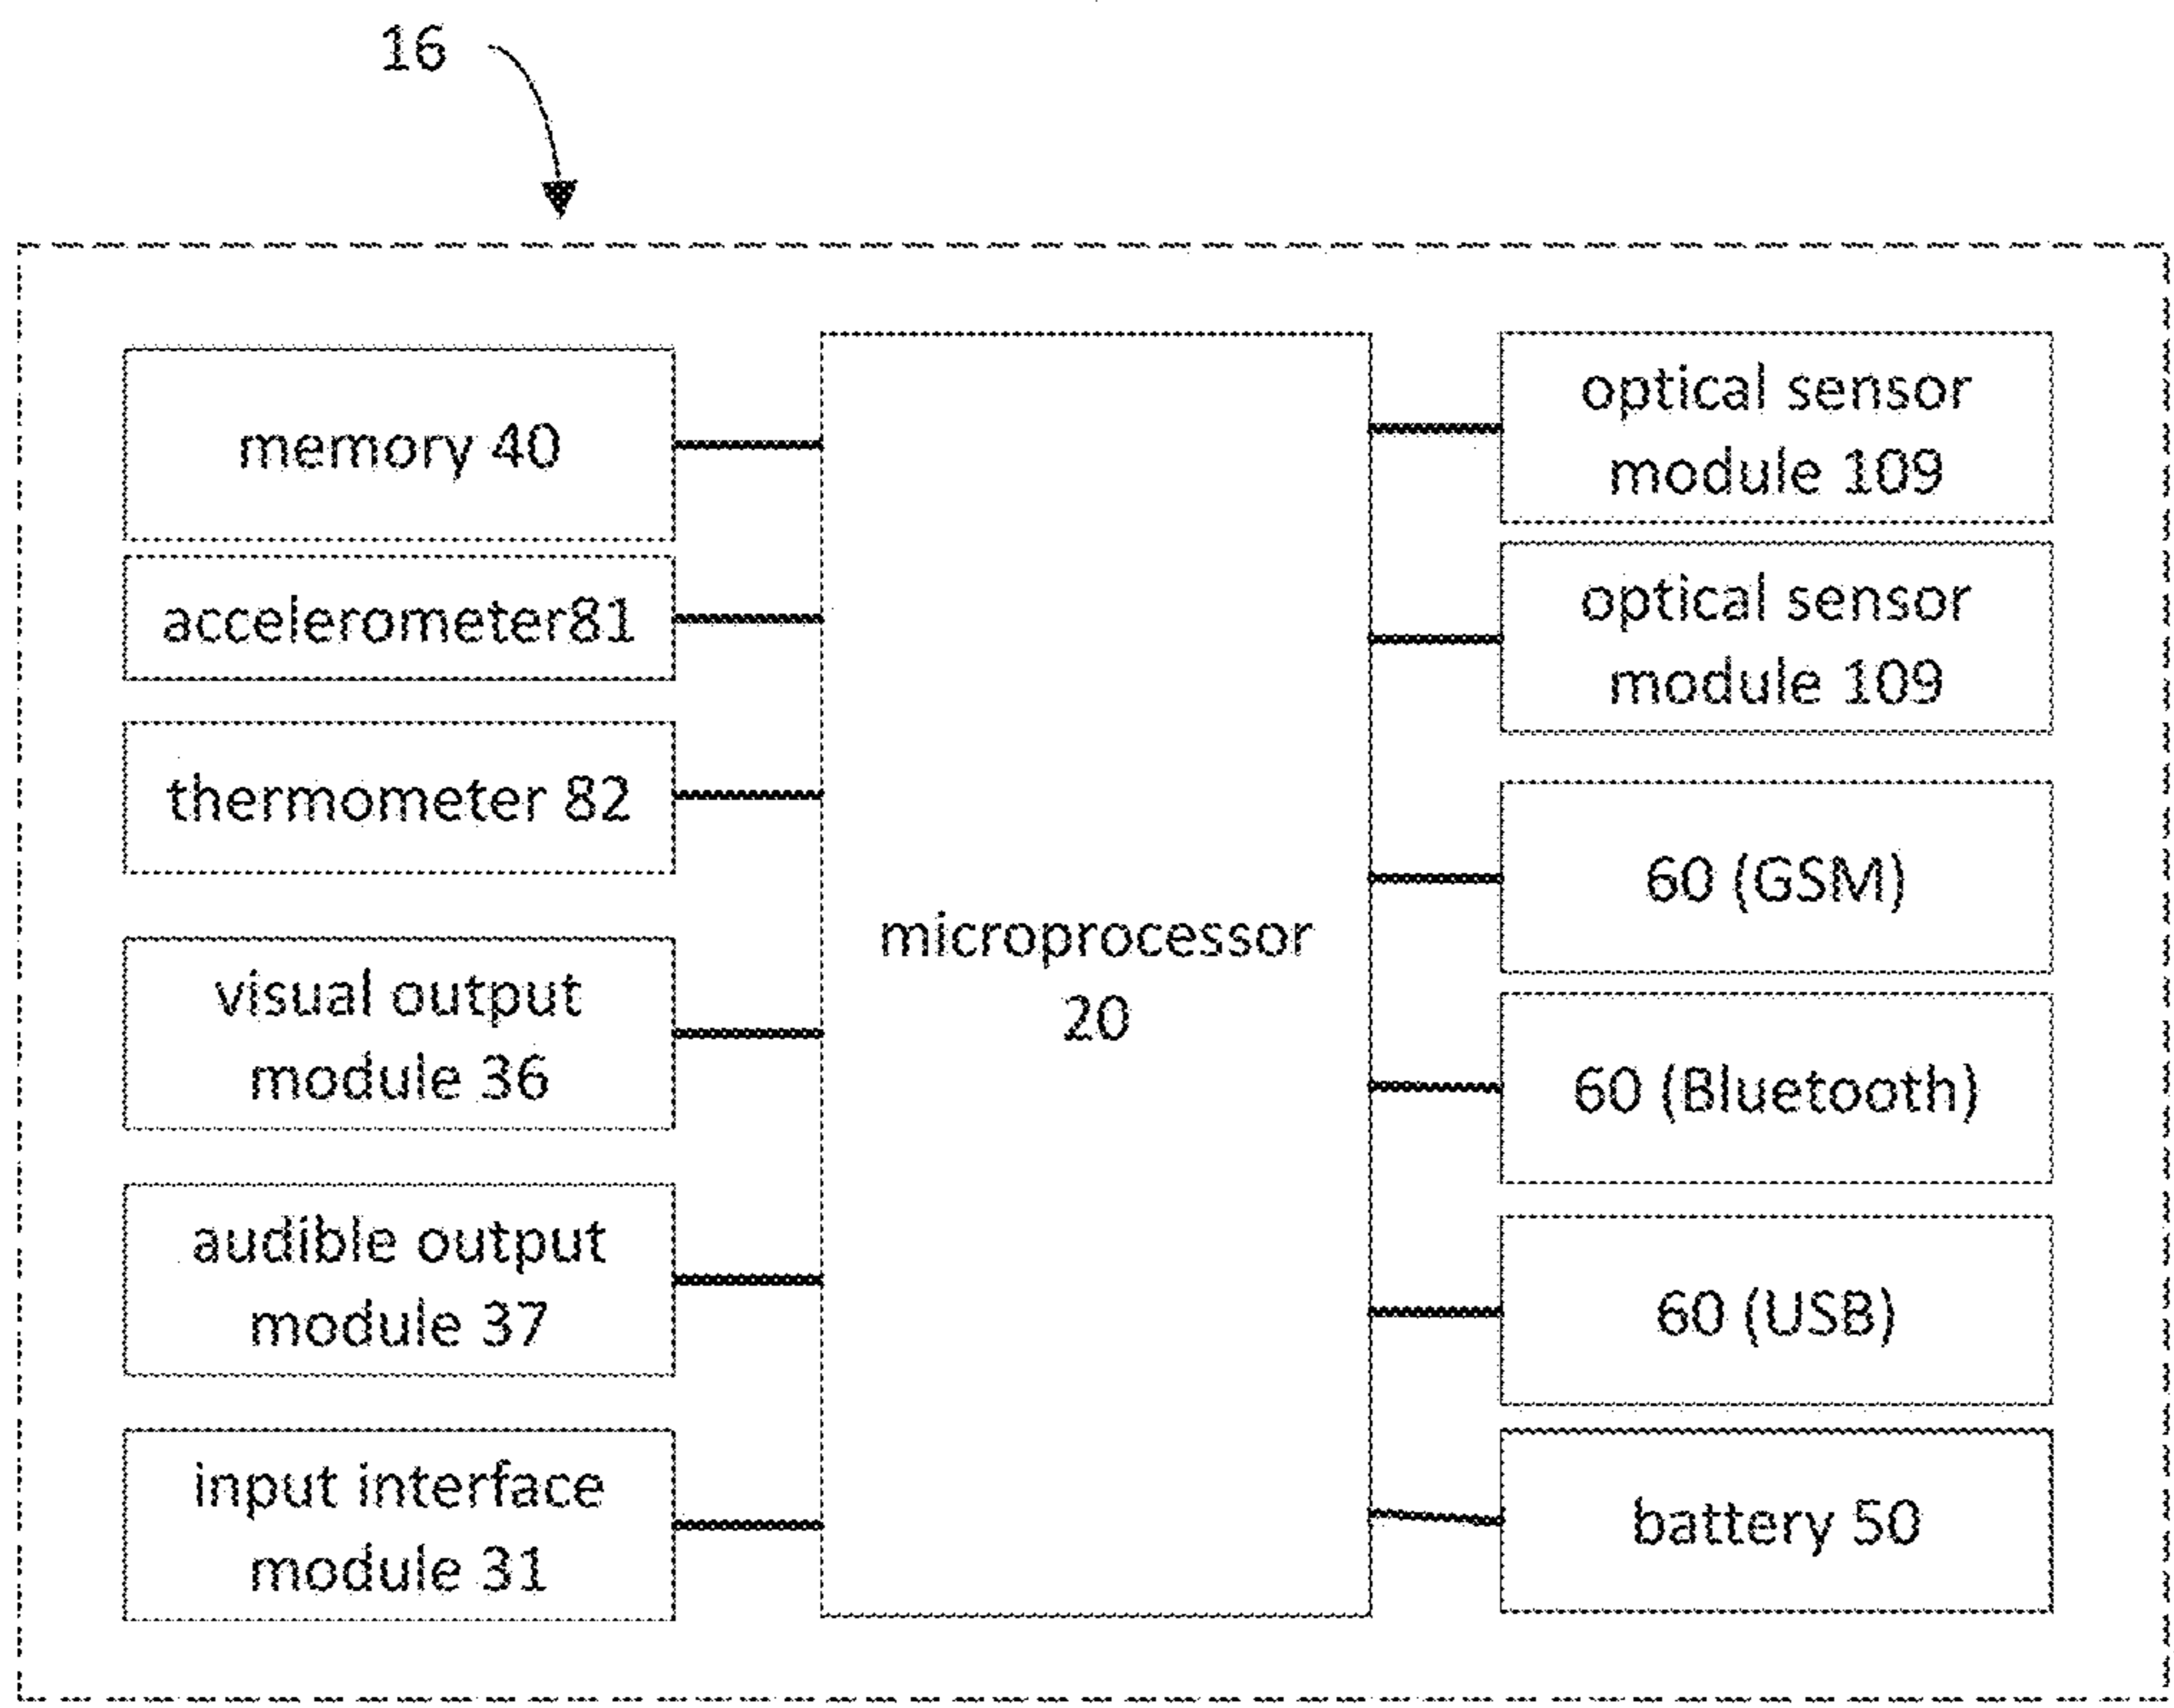 16
memory 40
accelerometer81
thermometer 82
visual output
module 36
audible output
module 37
input interface
module 31
microprocessor
20
optical sensor
module 109
optical sensor
module 109
60 (GSM)
60 (Bluetooth)
60 (USB)
battery 50